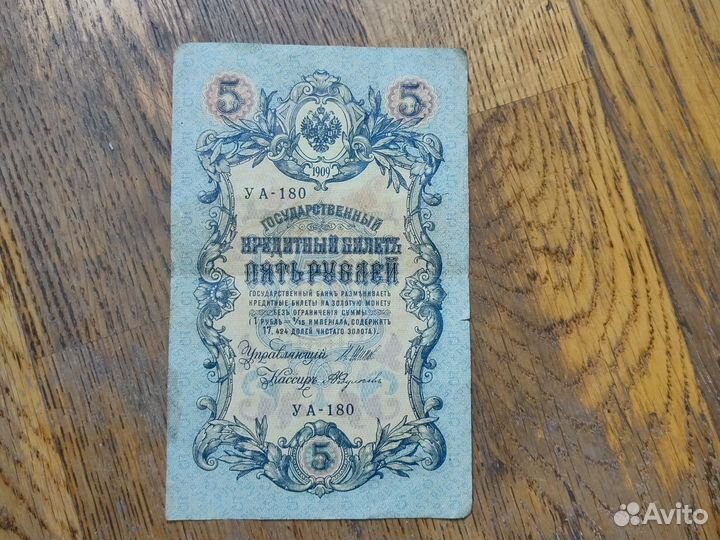 5 5
1909
УА-180
ГОСУДАРСТВЕННЫЙ
КРЕДИТНЫЙ БИЛЕТЪ
ПЯТЬ РУБЛЕЙ
ГОСУДАРСТВЕННЫЙ БАНКЪ РАЗМѢНИВАЕТЪ
КРЕДИТНЫЕ БИЛЕТЫ НА ЗОЛОТУЮ МОНЕТУ
БЕЗЪ ОГРАНИЧЕНІЯ СУММЫ
(1 РУБЛЬ = 1/15 ИМПЕРІАЛА, СОДЕРЖИТЪ
17,424 ДОЛЕЙ ЧИСТАГО ЗОЛОТА).
Управляющій
Кассиръ
УА-180
5
Avito